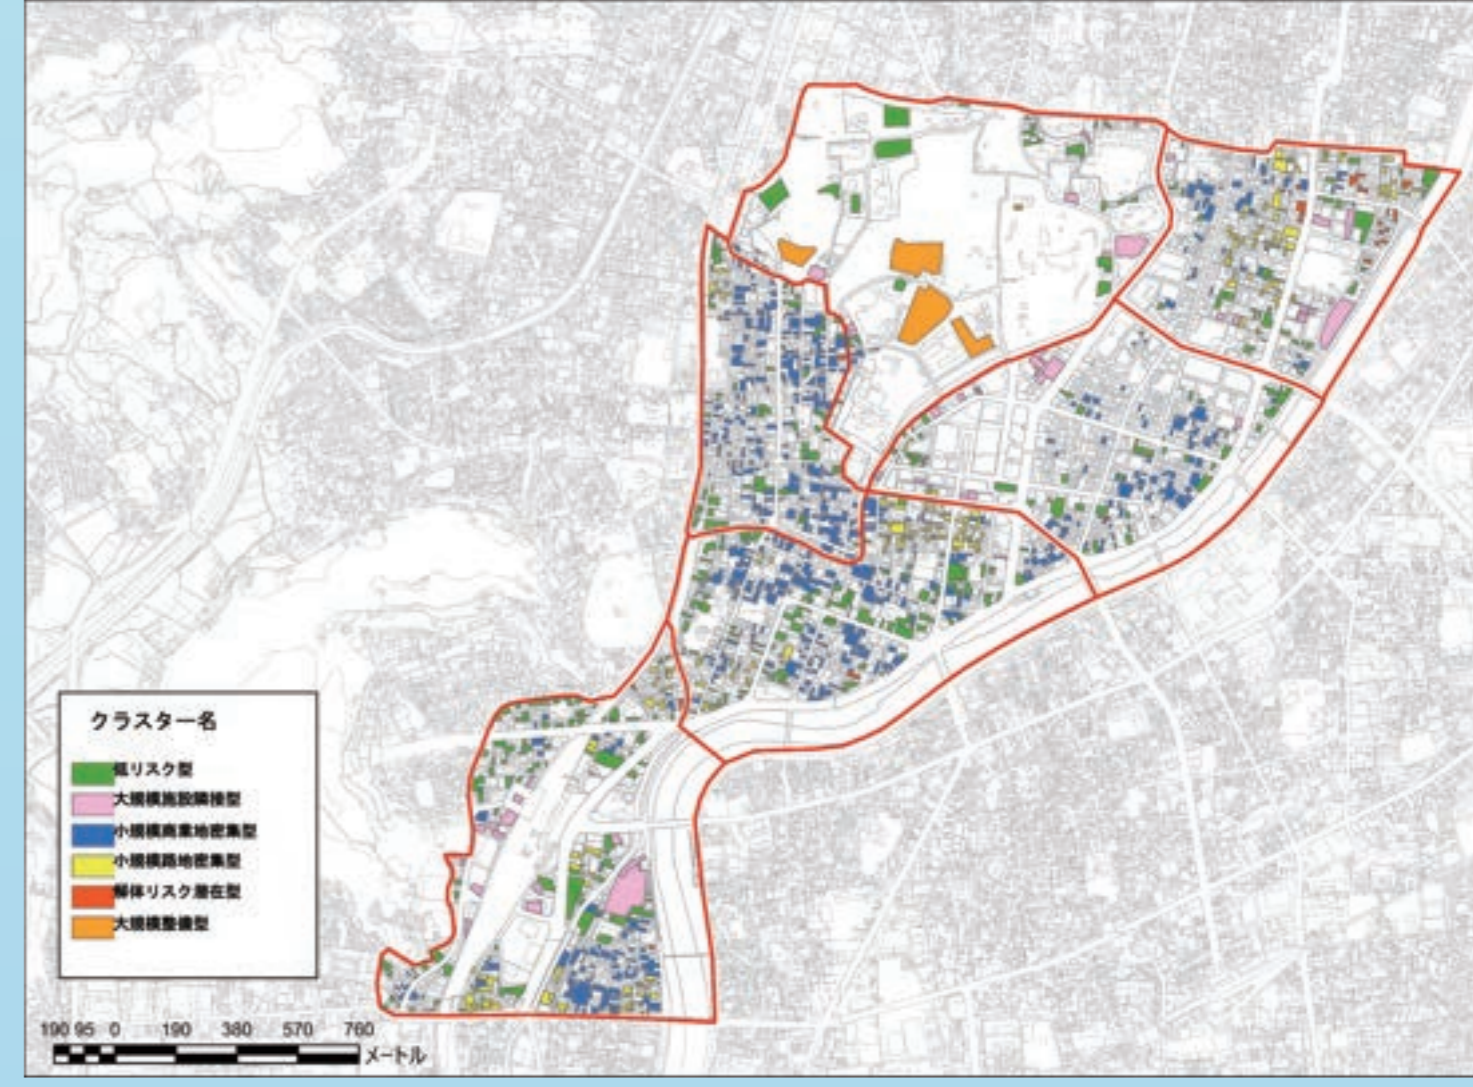 クラスター名
低リスク型
大規模施設隣接型
小規模商業地密集型
小規模路地密集型
解体リスク潜在型
大規模整備型
190 95 0 190 380 570 760
メートル